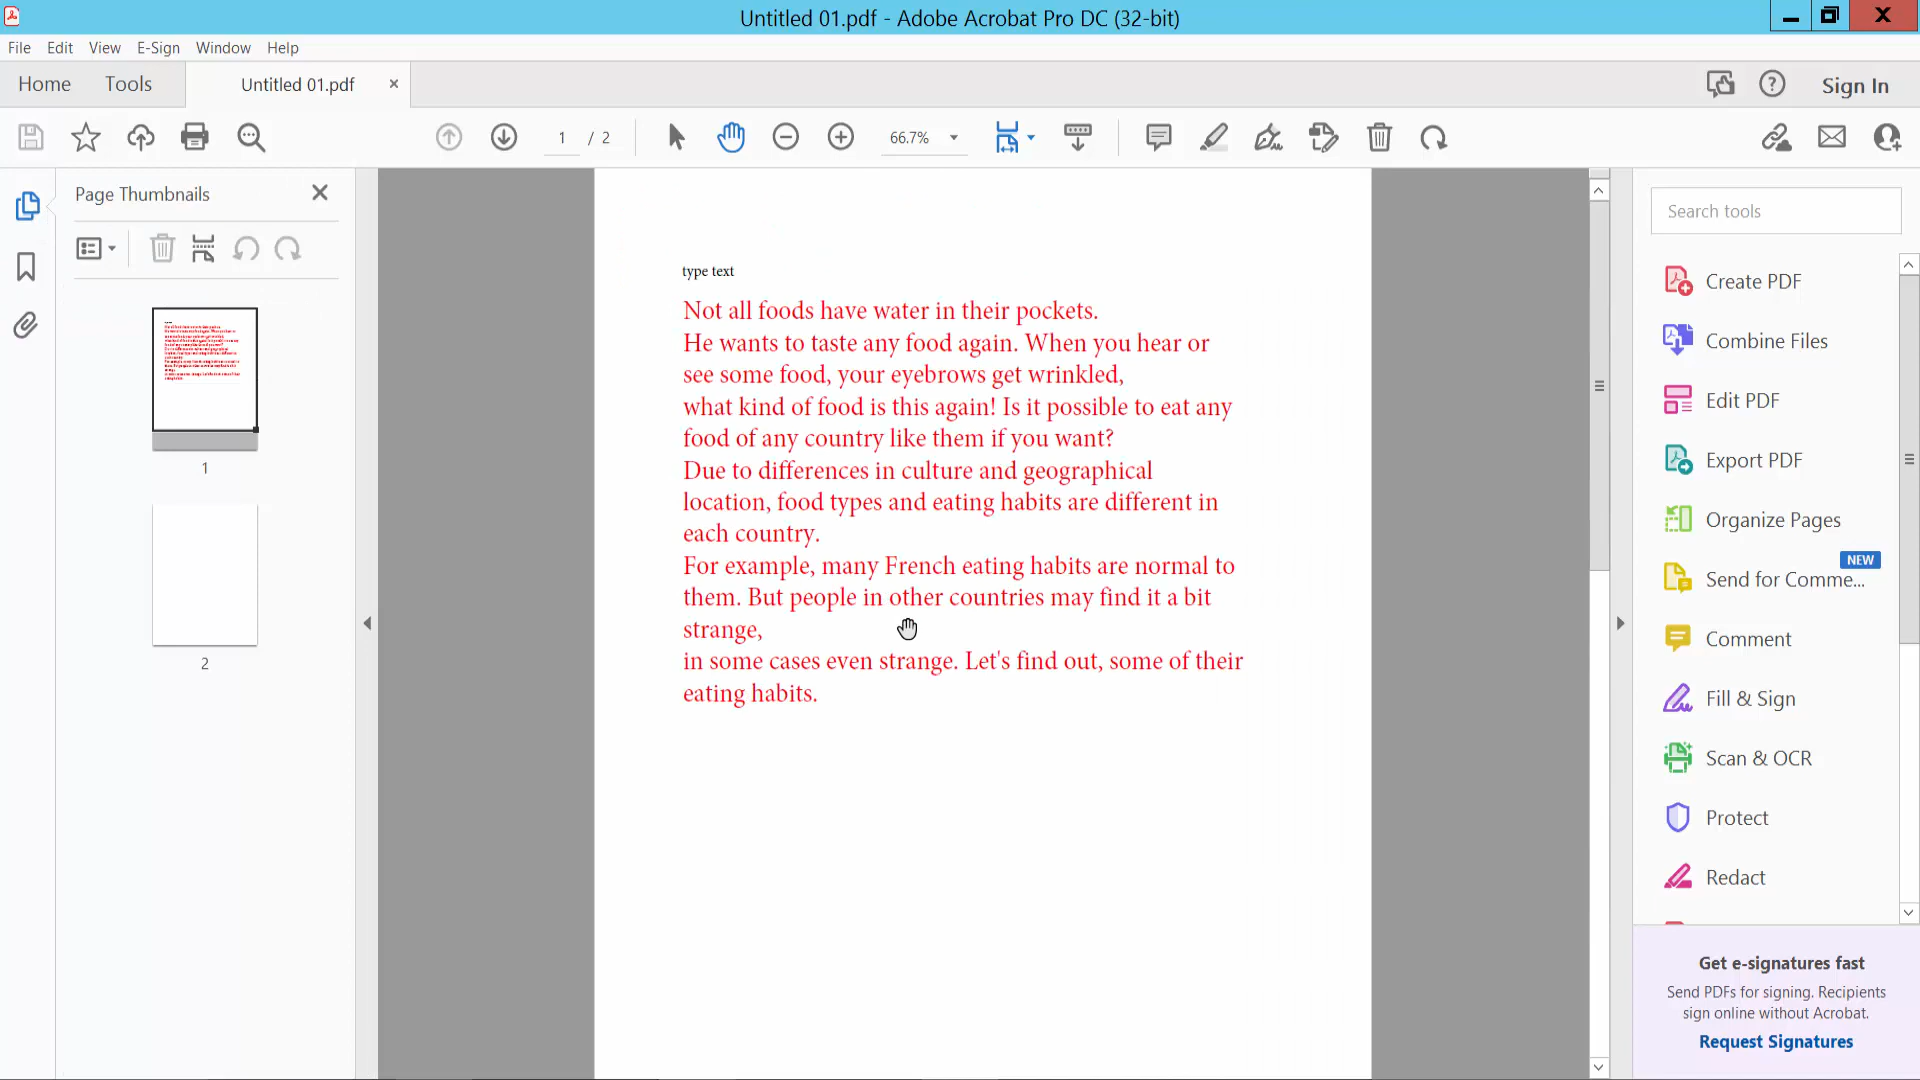 Untitled 01.pdf - Adobe Acrobat Pro DC (32-bit)
File Edit View E-Sign Window Help
Home Tools Untitled 01.pdf Sign In
1 / 2 66.7%
Page Thumbnails
1
2
type text
Not all foods have water in their pockets.
He wants to taste any food again. When you hear or
see some food, your eyebrows get wrinkled,
what kind of food is this again! Is it possible to eat any
food of any country like them if you want?
Due to differences in culture and geographical
location, food types and eating habits are different in
each country.
For example, many French eating habits are normal to
them. But people in other countries may find it a bit
strange,
in some cases even strange. Let's find out, some of their
eating habits.
Search tools
Create PDF
Combine Files
Edit PDF
Export PDF
Organize Pages
NEW
Send for Comme...
Comment
Fill & Sign
Scan & OCR
Protect
Redact
Get e-signatures fast
Send PDFs for signing. Recipients
sign online without Acrobat.
Request Signatures